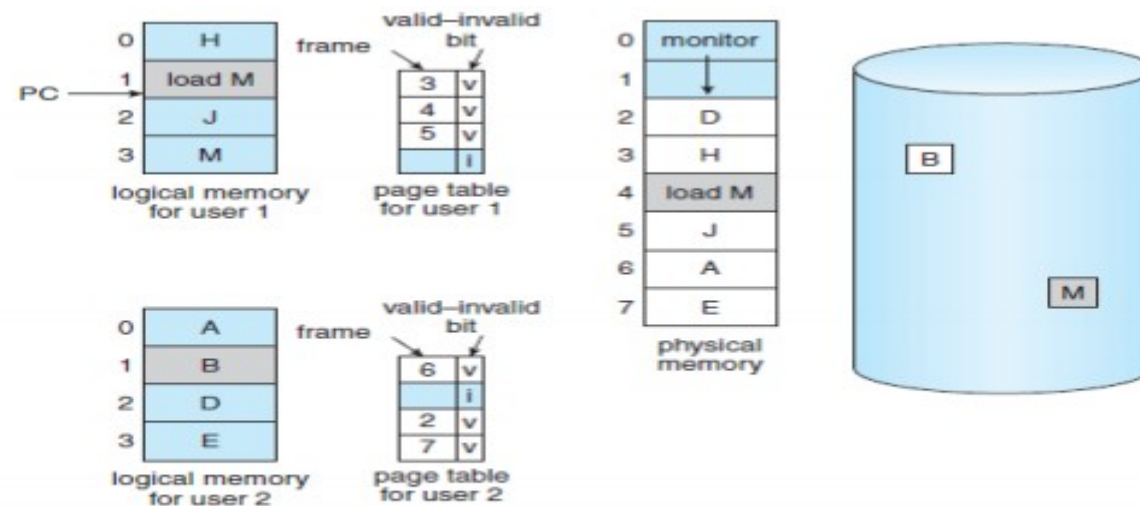 0 H
1 load M
PC
2 J
3 M
logical memory
for user 1
frame
valid–invalid
bit
3 v
4 v
5 v
i
page table
for user 1
0 monitor
1
2 D
3 H
4 load M
5 J
6 A
7 E
physical
memory
B
M
0 A
1 B
2 D
3 E
logical memory
for user 2
frame
valid–invalid
bit
6 v
i
2 v
7 v
page table
for user 2